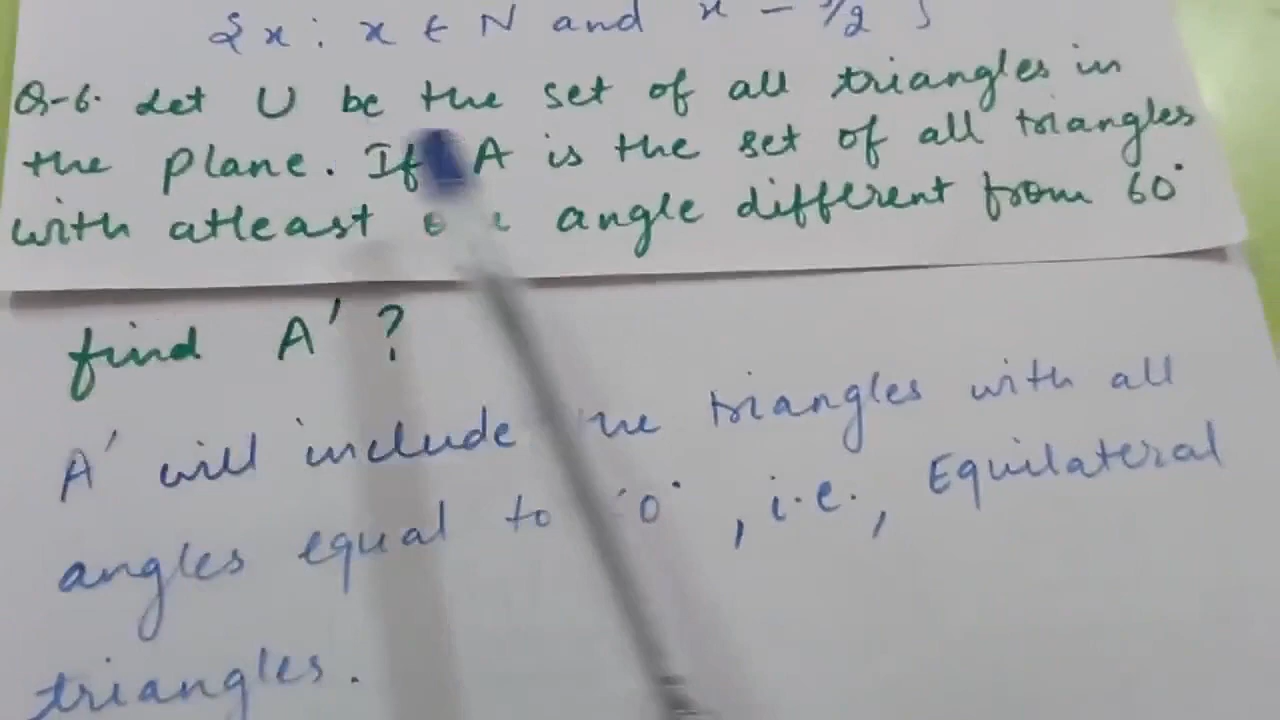 {x : x ∈ N and x -
Q-6. Let U be the set of all triangles in
the plane. If A is the set of all triangles
with atleast angle different from 60°
find A' ?
A' will include triangles with all
angles equal to , i.e., Equilateral
triangles.